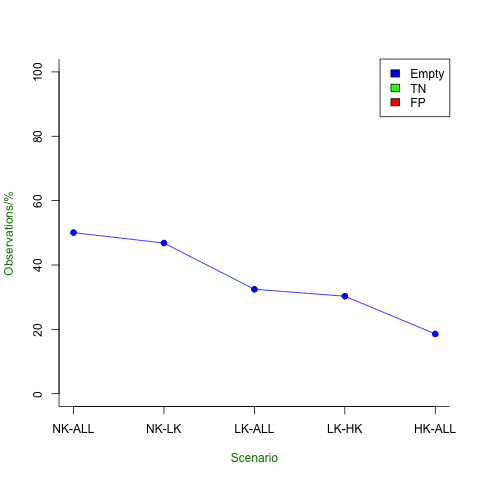 Empty
TN
FP
100
80
60
40
20
0
Observations/%
NK-ALL NK-LK LK-ALL LK-HK HK-ALL
Scenario